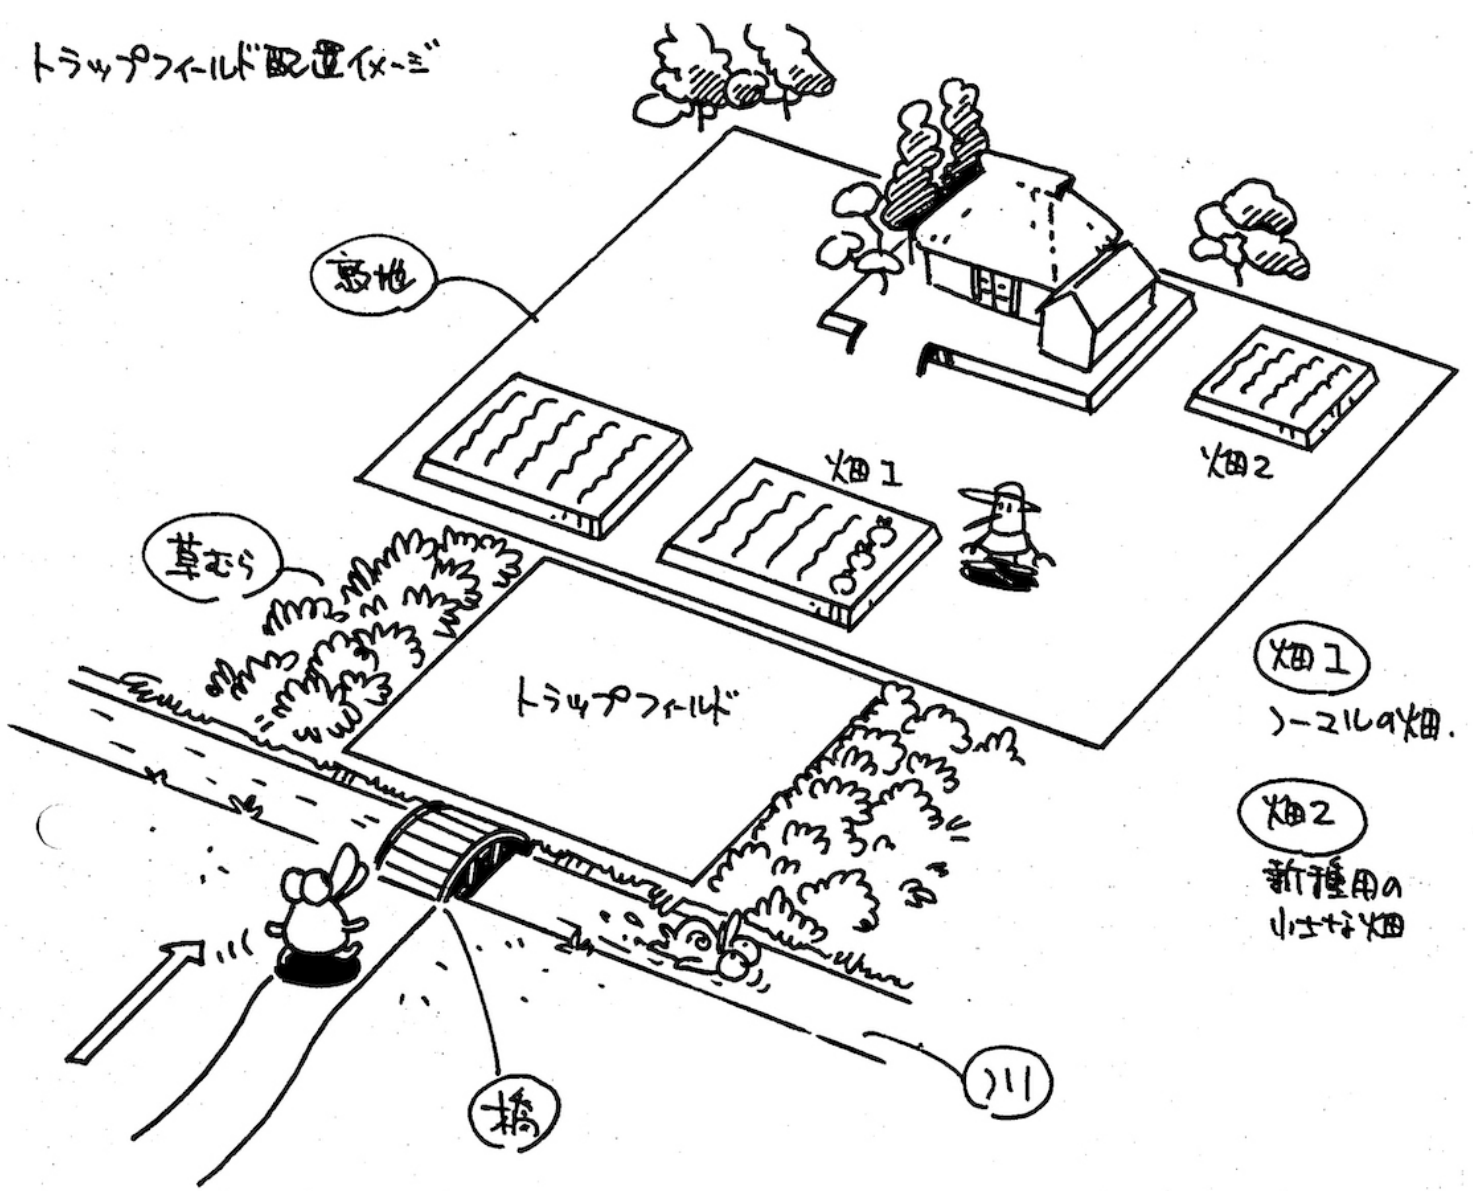 トラップフィールド配置イメージ
敷地
畑1
畑2
草むら
トラップフィールド
畑1
ノーマルの畑.
畑2
新種用の
小さな畑
橋
川